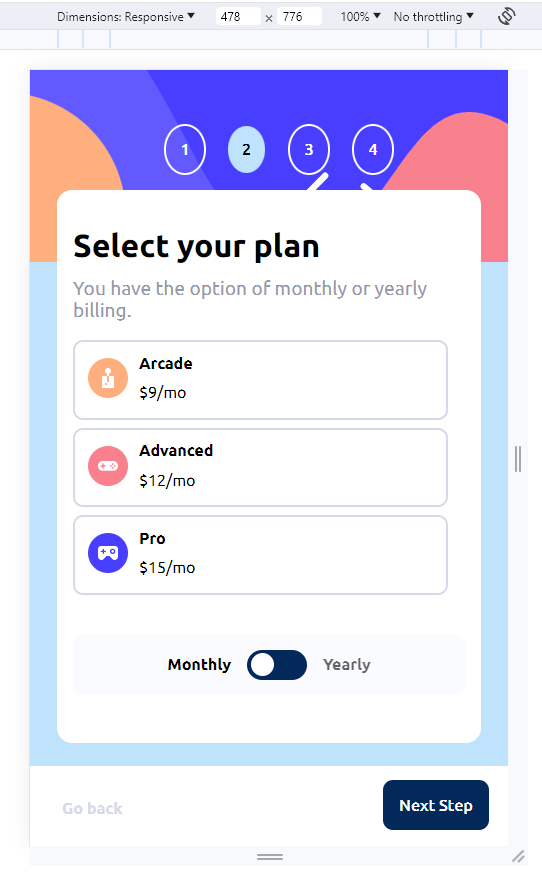 Dimensions: Responsive ▼ 478 × 776 100% ▼ No throttling ▼
1 2 3 4
Select your plan
You have the option of monthly or yearly
billing.
Arcade
$9/mo
Advanced
$12/mo
Pro
$15/mo
Monthly Yearly
Go back Next Step